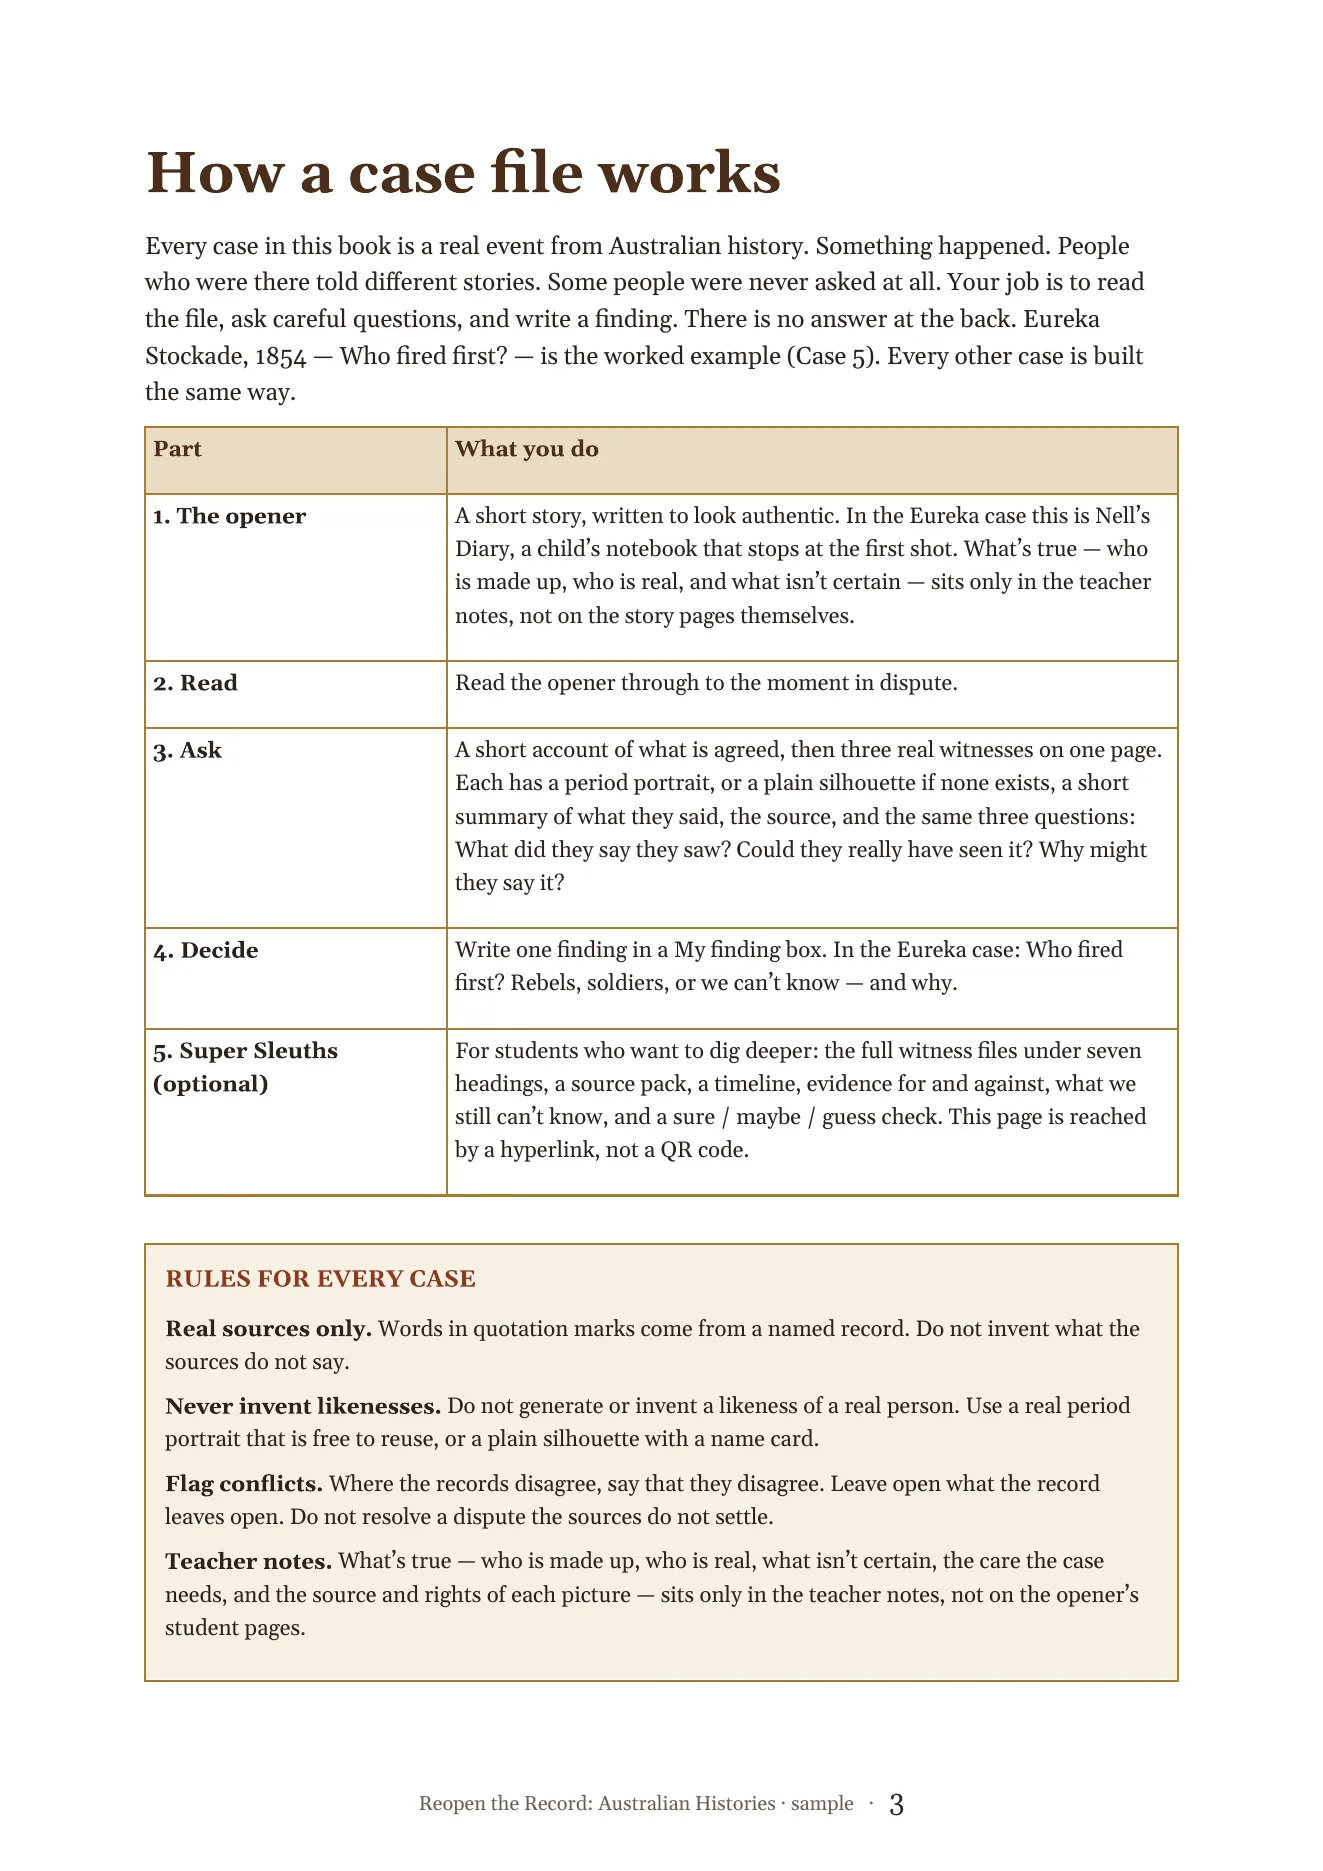 How a case file works
Every case in this book is a real event from Australian history. Something happened. People
who were there told different stories. Some people were never asked at all. Your job is to read
the file, ask careful questions, and write a finding. There is no answer at the back. Eureka
Stockade, 1854 — Who fired first? — is the worked example (Case 5). Every other case is built
the same way.
Part
What you do
1. The opener
A short story, written to look authentic. In the Eureka case this is Nell’s
Diary, a child’s notebook that stops at the first shot. What’s true — who
is made up, who is real, and what isn’t certain — sits only in the teacher
notes, not on the story pages themselves.
2. Read
Read the opener through to the moment in dispute.
3. Ask
A short account of what is agreed, then three real witnesses on one page.
Each has a period portrait, or a plain silhouette if none exists, a short
summary of what they said, the source, and the same three questions:
What did they say they saw? Could they really have seen it? Why might
they say it?
4. Decide
Write one finding in a My finding box. In the Eureka case: Who fired
first? Rebels, soldiers, or we can’t know — and why.
5. Super Sleuths
(optional)
For students who want to dig deeper: the full witness files under seven
headings, a source pack, a timeline, evidence for and against, what we
still can’t know, and a sure / maybe / guess check. This page is reached
by a hyperlink, not a QR code.
RULES FOR EVERY CASE
Real sources only. Words in quotation marks come from a named record. Do not invent what the
sources do not say.
Never invent likenesses. Do not generate or invent a likeness of a real person. Use a real period
portrait that is free to reuse, or a plain silhouette with a name card.
Flag conflicts. Where the records disagree, say that they disagree. Leave open what the record
leaves open. Do not resolve a dispute the sources do not settle.
Teacher notes. What’s true — who is made up, who is real, what isn’t certain, the care the case
needs, and the source and rights of each picture — sits only in the teacher notes, not on the opener’s
student pages.
Reopen the Record: Australian Histories · sample · 3